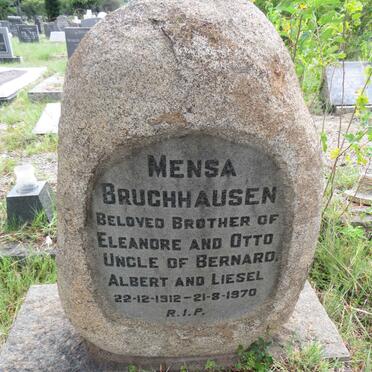 MENSA
BRUCHHAUSEN
BELOVED BROTHER OF
ELEANORE AND OTTO
UNCLE OF BERNARD,
ALBERT AND LIESEL
22-12-1912-21-8-1970
R.I.P.